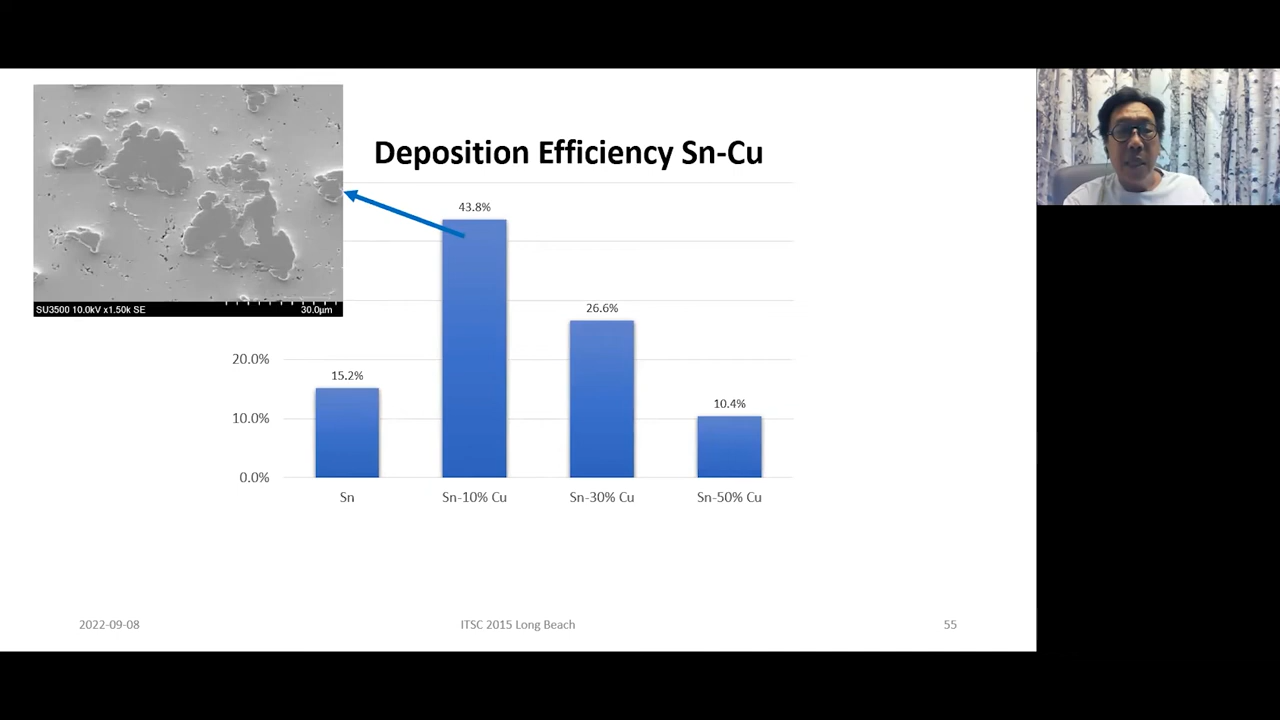 Deposition Efficiency Sn-Cu
SU3500 10.0kV x1.50k SE 30.0µm
43.8%
26.6%
20.0%
15.2%
10.4%
10.0%
0.0%
Sn Sn-10% Cu Sn-30% Cu Sn-50% Cu
2022-09-08 ITSC 2015 Long Beach 55